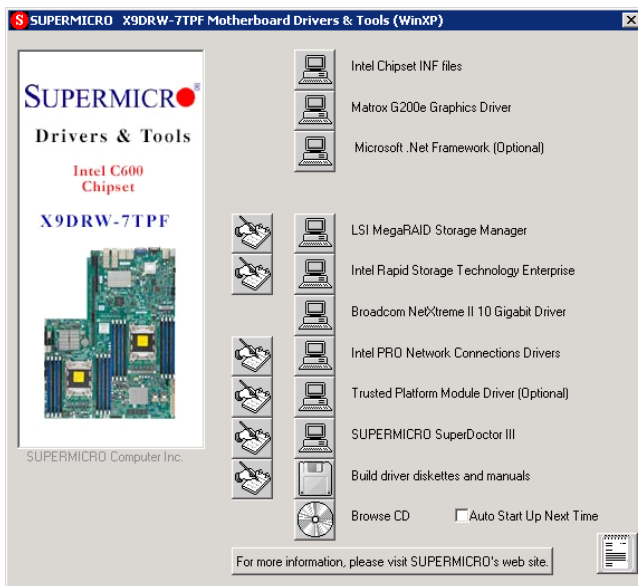 S SUPERMICRO X9DRW-7TPF Motherboard Drivers & Tools (WinXP)
SUPERMICRO®
Drivers & Tools
Intel C600
Chipset
X9DRW-7TPF
SUPERMICRO Computer Inc.
Intel Chipset INF files
Matrox G200e Graphics Driver
Microsoft .Net Framework (Optional)
LSI MegaRAID Storage Manager
Intel Rapid Storage Technology Enterprise
Broadcom NetXtreme II 10 Gigabit Driver
Intel PRO Network Connections Drivers
Trusted Platform Module Driver (Optional)
SUPERMICRO SuperDoctor III
Build driver diskettes and manuals
Browse CD Auto Start Up Next Time
For more information, please visit SUPERMICRO's web site.